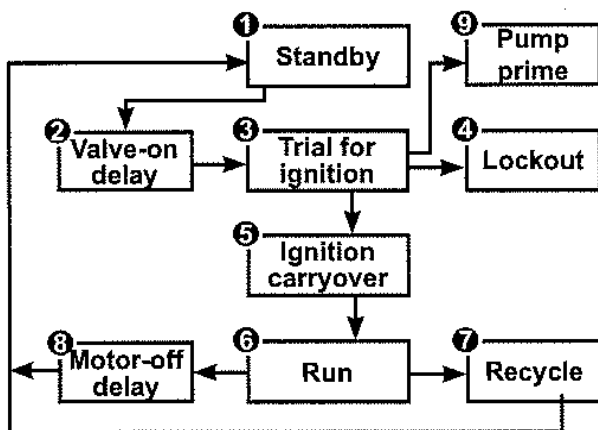 1
Standby
9
Pump
prime
2
Valve-on
delay
3
Trial for
ignition
4
Lockout
5
Ignition
carryover
8
Motor-off
delay
6
Run
7
Recycle